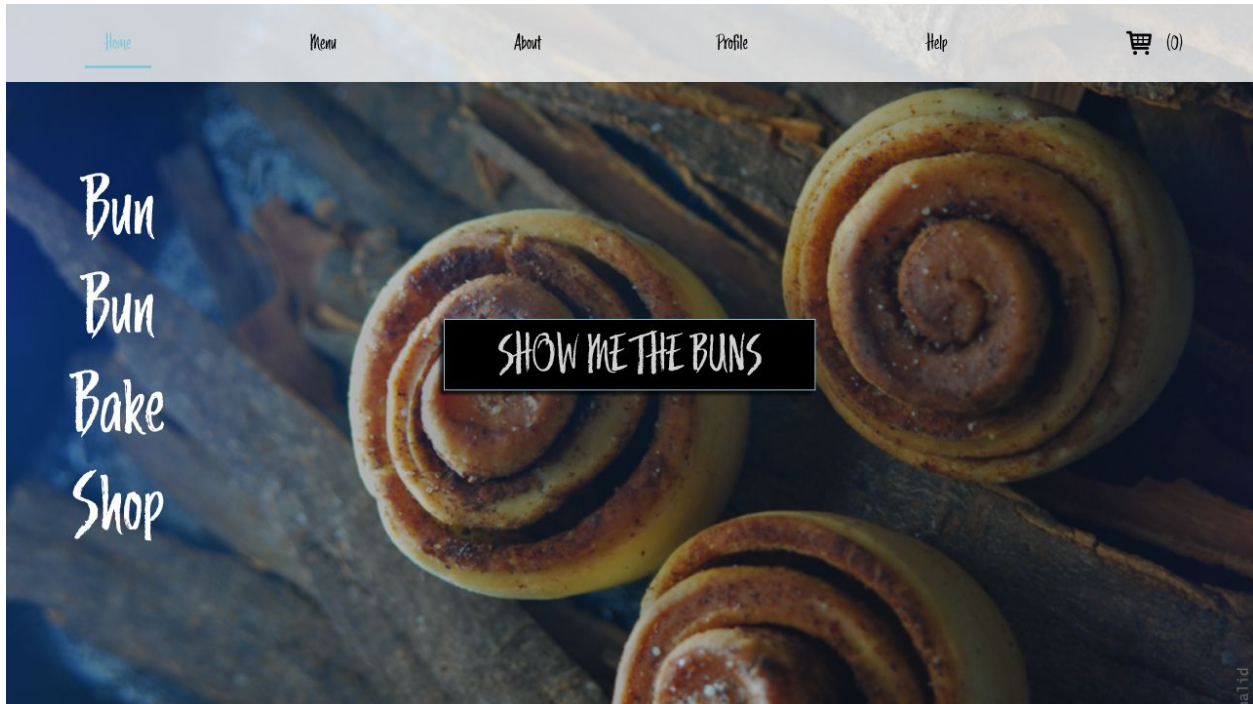 Home
Menu
About
Profile
Help
(0)
Bun
Bun
Bake
Shop
SHOW ME THE BUNS